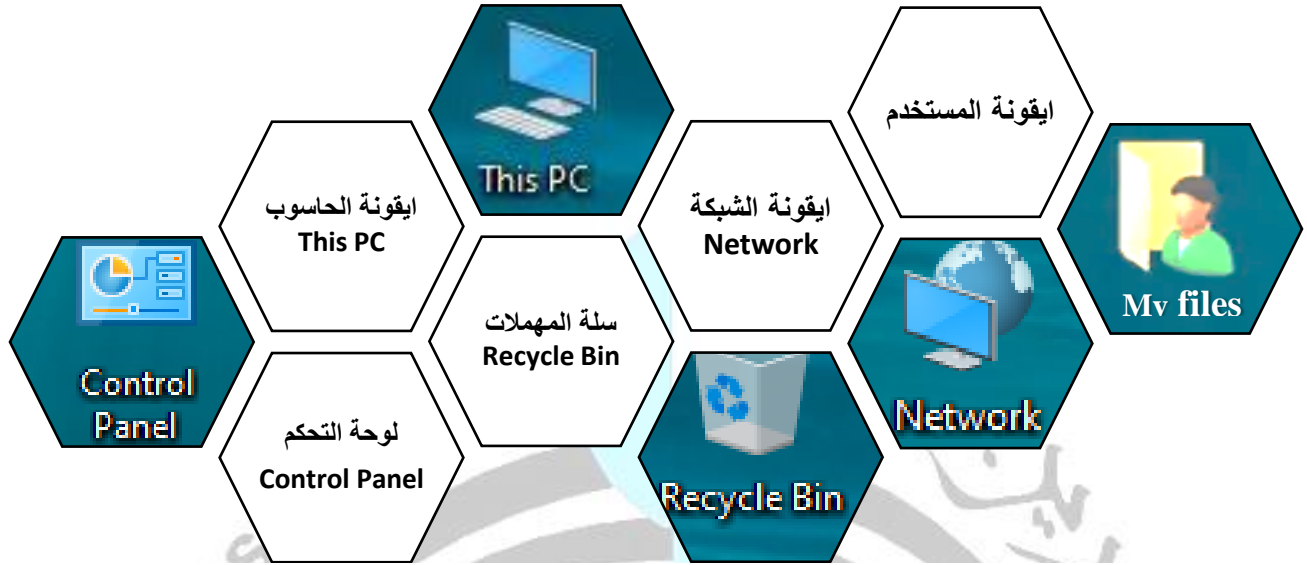 This PC
ايقونة المستخدم
ايقونة الحاسوب
This PC
ايقونة الشبكة
Network
Mv files
سلة المهملات
Recycle Bin
Control
Panel
Network
لوحة التحكم
Control Panel
Recycle Bin